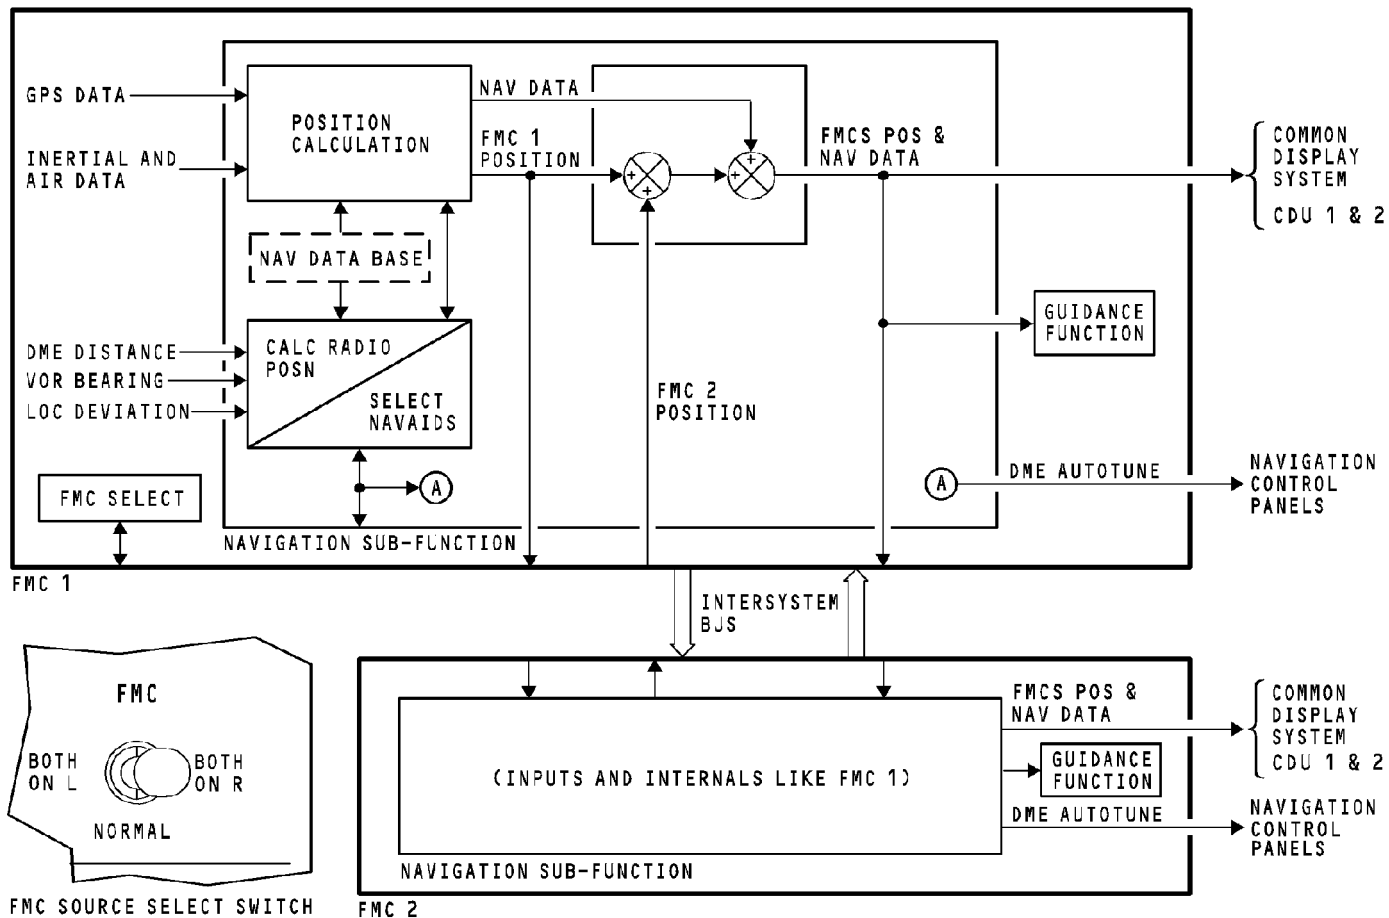 GPS DATA
INERTIAL AND
AIR DATA
POSITION
CALCULATION
NAV DATA
FMC 1
POSITION
+
+
+
+
FMCS POS &
NAV DATA
COMMON
DISPLAY
SYSTEM
CDU 1 & 2
NAV DATA BASE
GUIDANCE
FUNCTION
DME DISTANCE
VOR BEARING
LOC DEVIATION
CALC RADIO
POSN
SELECT
NAVAIDS
FMC 2
POSITION
FMC SELECT
A
A
DME AUTOTUNE
NAVIGATION
CONTROL
PANELS
NAVIGATION SUB-FUNCTION
FMC 1
INTERSYSTEM
BUS
FMC
BOTH
ON L
BOTH
ON R
NORMAL
FMC SOURCE SELECT SWITCH
(INPUTS AND INTERNALS LIKE FMC 1)
FMCS POS &
NAV DATA
COMMON
DISPLAY
SYSTEM
CDU 1 & 2
GUIDANCE
FUNCTION
DME AUTOTUNE
NAVIGATION
CONTROL
PANELS
NAVIGATION SUB-FUNCTION
FMC 2